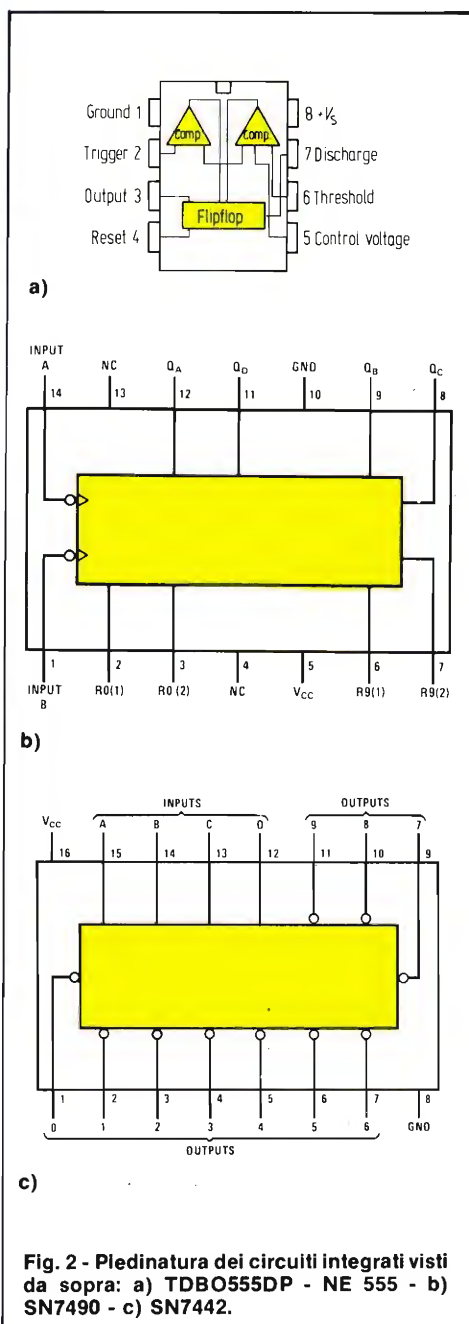 Ground 1
8 +Vs
Comp
Comp
Trigger 2
7 Discharge
Output 3
6 Threshold
Flipflop
Reset 4
5 Control voltage
a)
INPUT
A NC QA QD GND QB QC
14 13 12 11 10 9 8
1 2 3 4 5 6 7
INPUT R0(1) R0(2) NC VCC R9(1) R9(2)
B
b)
INPUTS OUTPUTS
VCC A B C D 9 8 7
16 15 14 13 12 11 10 9
1 2 3 4 5 6 7 8
0 1 2 3 4 5 6 GND
OUTPUTS
c)
Fig. 2 - Piedinatura dei circuiti integrati visti
da sopra: a) TDBO555DP - NE 555 - b)
SN7490 - c) SN7442.